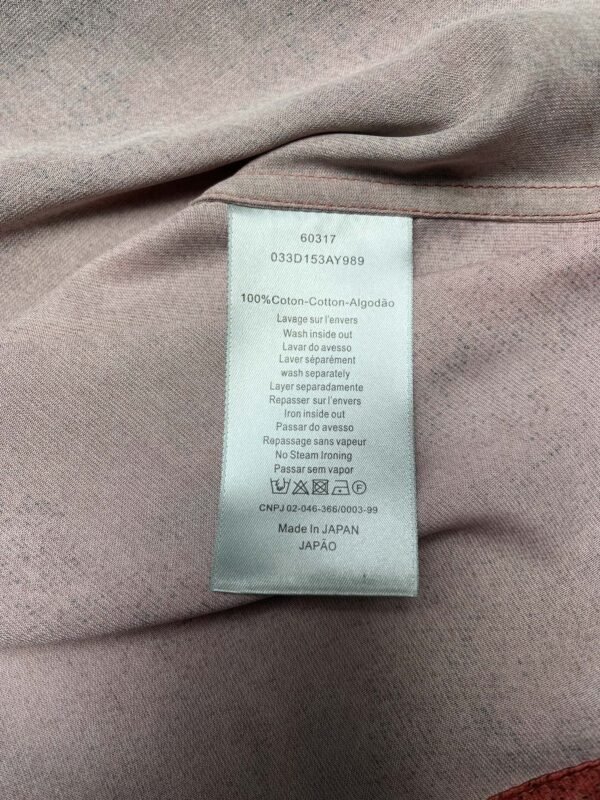 60317
033D153AY989
100%Coton-Cotton-Algodão
Lavage sur l'envers
Wash inside out
Lavar do avesso
Laver séparément
wash separately
Layer separadamente
Repasser sur l'envers
Iron inside out
Passar do avesso
Repassage sans vapeur
No Steam Ironing
Passar sem vapor
F
CNPJ 02-046-366/0003-99
Made In JAPAN
JAPÃO